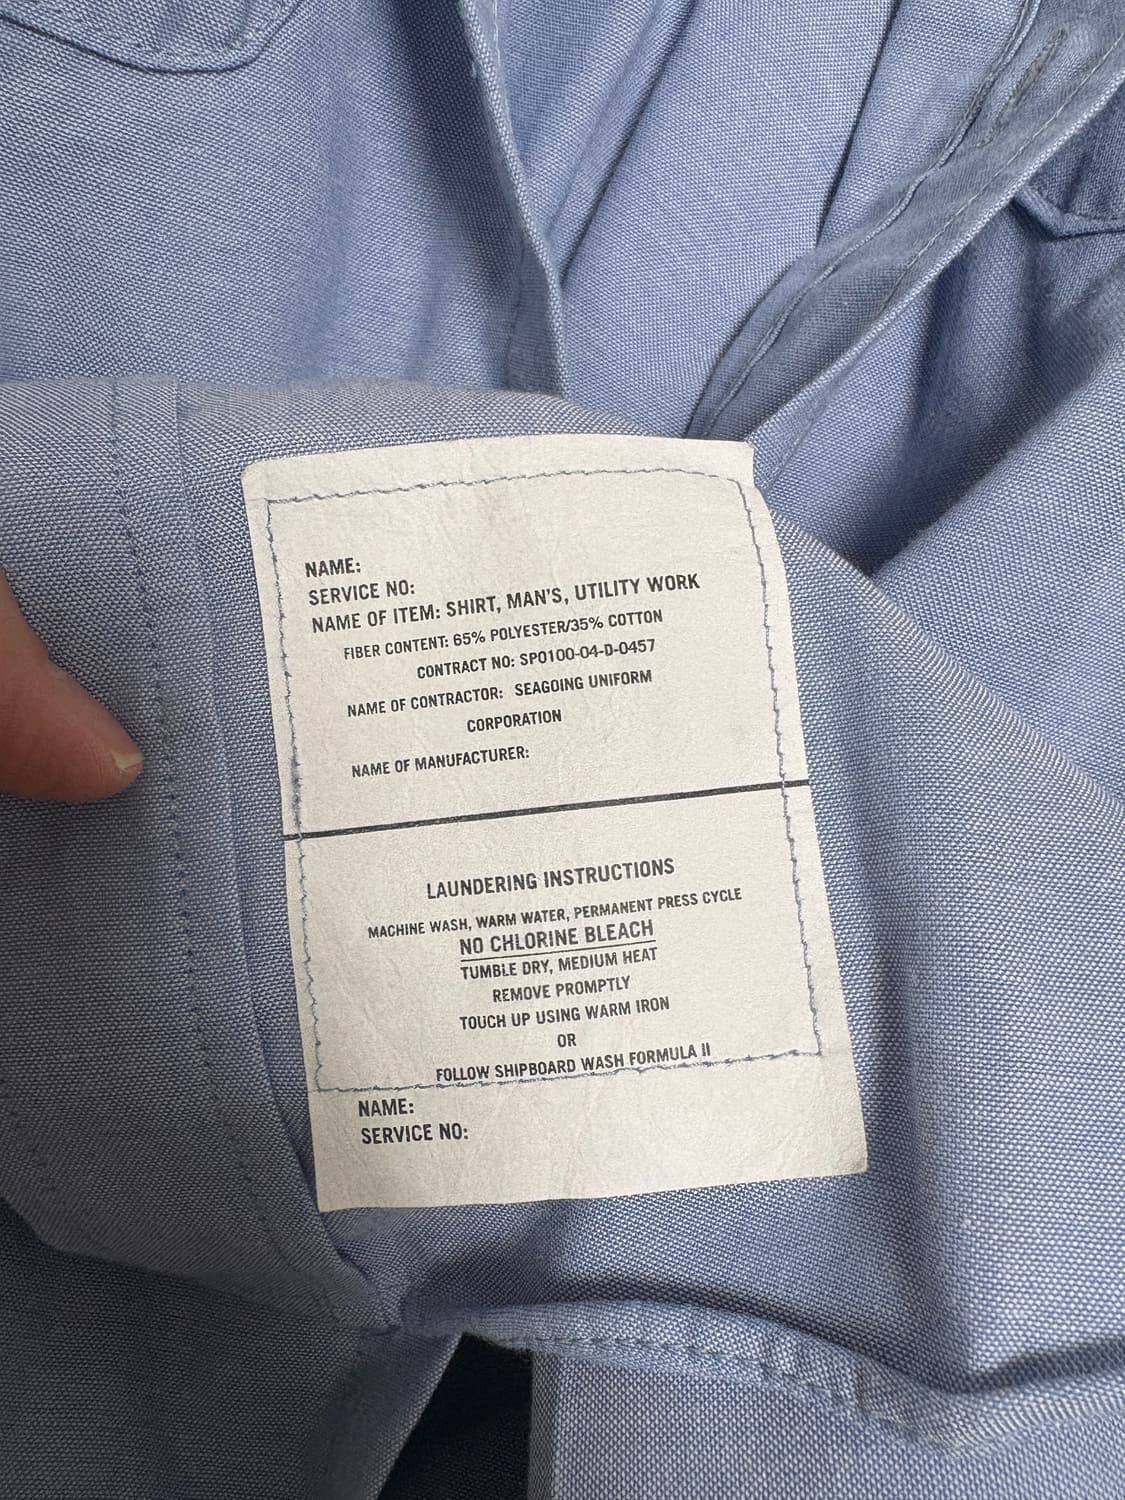 NAME:
SERVICE NO:
NAME OF ITEM: SHIRT, MAN'S, UTILITY WORK
FIBER CONTENT: 65% POLYESTER/35% COTTON
CONTRACT NO: SPO100-04-D-0457
NAME OF CONTRACTOR: SEAGOING UNIFORM
CORPORATION
NAME OF MANUFACTURER:
LAUNDERING INSTRUCTIONS
MACHINE WASH, WARM WATER, PERMANENT PRESS CYCLE
NO CHLORINE BLEACH
TUMBLE DRY, MEDIUM HEAT
REMOVE PROMPTLY
TOUCH UP USING WARM IRON
OR
FOLLOW SHIPBOARD WASH FORMULA II
NAME:
SERVICE NO: